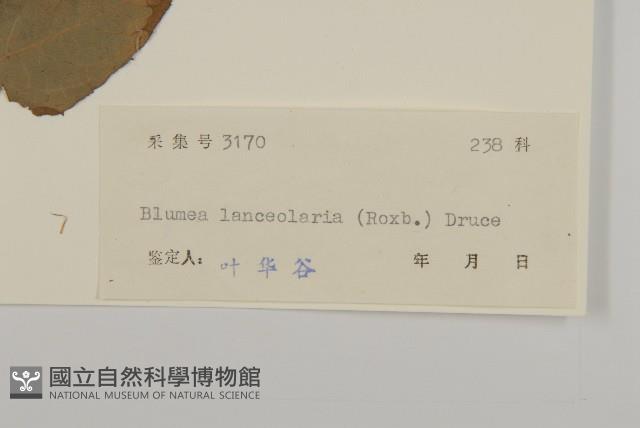 采集号 3170 238 科
Blumea lanceolaria (Roxb.) Druce
鉴定人: 叶华谷 年 月 日
7
國立自然科學博物館
NATIONAL MUSEUM OF NATURAL SCIENCE